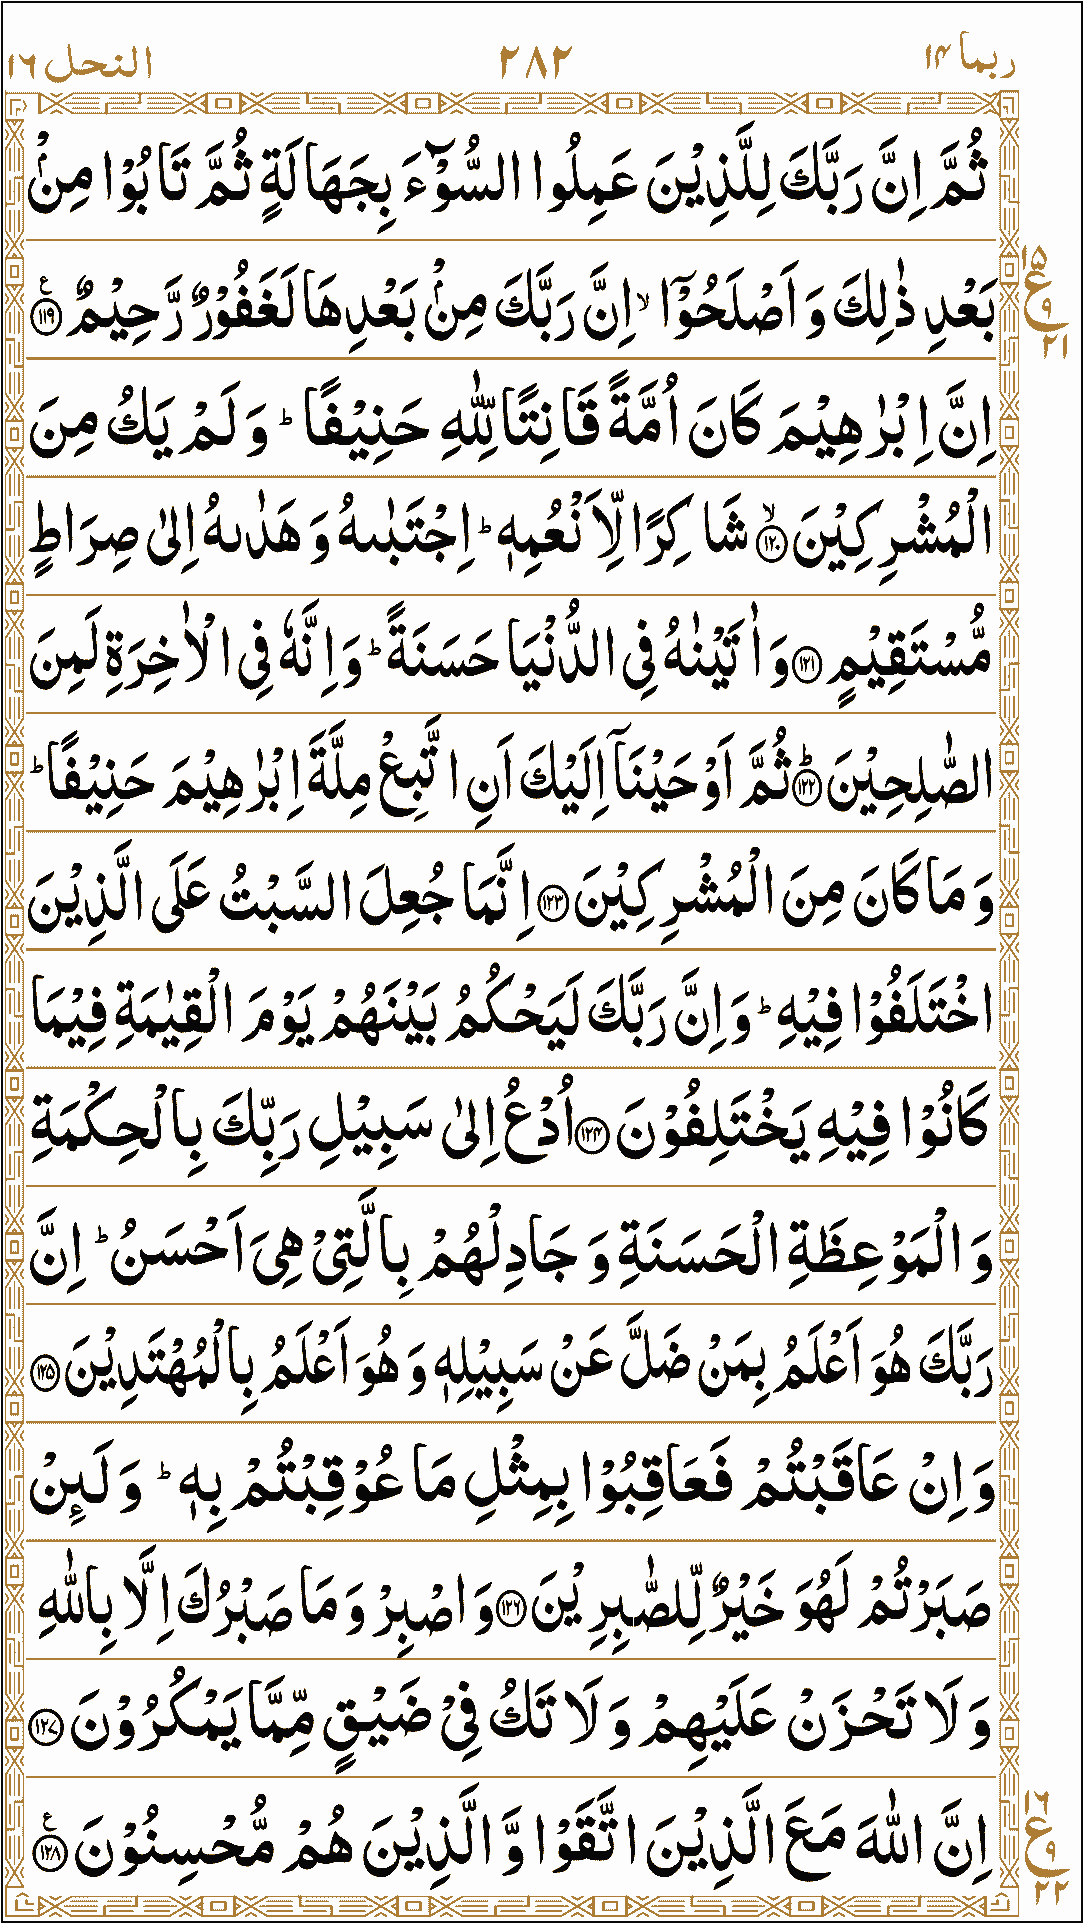 ربما ١٤ ٢٨٢ النحل ١٦
ثُمَّ اِنَّ رَبَّكَ لِلَّذِيْنَ عَمِلُوا السُّوْٓءَ بِجَهَالَةٍ ثُمَّ تَابُوْا مِنْۢ
بَعْدِ ذٰلِكَ وَاَصْلَحُوْۤا ۙ اِنَّ رَبَّكَ مِنْۢ بَعْدِهَا لَغَفُوْرٌ رَّحِيْمٌ ﴿١١٩﴾ ع
١٥
ع
٩
٢١
اِنَّ اِبْرٰهِيْمَ كَانَ اُمَّةً قَانِتًا لِّلّٰهِ حَنِيْفًا ؕ وَلَمْ يَكُ مِنَ
الْمُشْرِكِيْنَ ﴿١٢٠﴾ ۙ شَاكِرًا لِّاَنْعُمِهٖ ؕ اِجْتَبٰىهُ وَهَدٰىهُ اِلٰى صِرَاطٍ
مُّسْتَقِيْمٍ ﴿١٢١﴾ وَاٰتَيْنٰهُ فِى الدُّنْيَا حَسَنَةً ؕ وَاِنَّهٗ فِى الْاٰخِرَةِ لَمِنَ
الصّٰلِحِيْنَ ﴿١٢٢﴾ ؕ ثُمَّ اَوْحَيْنَاۤ اِلَيْكَ اَنِ اتَّبِعْ مِلَّةَ اِبْرٰهِيْمَ حَنِيْفًا ؕ
وَمَا كَانَ مِنَ الْمُشْرِكِيْنَ ﴿١٢٣﴾ اِنَّمَا جُعِلَ السَّبْتُ عَلَى الَّذِيْنَ
اخْتَلَفُوْا فِيْهِ ؕ وَاِنَّ رَبَّكَ لَيَحْكُمُ بَيْنَهُمْ يَوْمَ الْقِيٰمَةِ فِيْمَا
كَانُوْا فِيْهِ يَخْتَلِفُوْنَ ﴿١٢٤﴾ اُدْعُ اِلٰى سَبِيْلِ رَبِّكَ بِالْحِكْمَةِ
وَالْمَوْعِظَةِ الْحَسَنَةِ وَجَادِلْهُمْ بِالَّتِىْ هِىَ اَحْسَنُ ؕ اِنَّ
رَبَّكَ هُوَ اَعْلَمُ بِمَنْ ضَلَّ عَنْ سَبِيْلِهٖ وَهُوَ اَعْلَمُ بِالْمُهْتَدِيْنَ ﴿١٢٥﴾
وَاِنْ عَاقَبْتُمْ فَعَاقِبُوْا بِمِثْلِ مَا عُوْقِبْتُمْ بِهٖ ؕ وَلَئِنْ
صَبَرْتُمْ لَهُوَ خَيْرٌ لِّلصّٰبِرِيْنَ ﴿١٢٦﴾ وَاصْبِرْ وَمَا صَبْرُكَ اِلَّا بِاللّٰهِ
وَلَا تَحْزَنْ عَلَيْهِمْ وَلَا تَكُ فِىْ ضَيْقٍ مِّمَّا يَمْكُرُوْنَ ﴿١٢٧﴾
اِنَّ اللّٰهَ مَعَ الَّذِيْنَ اتَّقَوْا وَّالَّذِيْنَ هُمْ مُّحْسِنُوْنَ ﴿١٢٨﴾ ع
١٦
ع
٩
٢٢